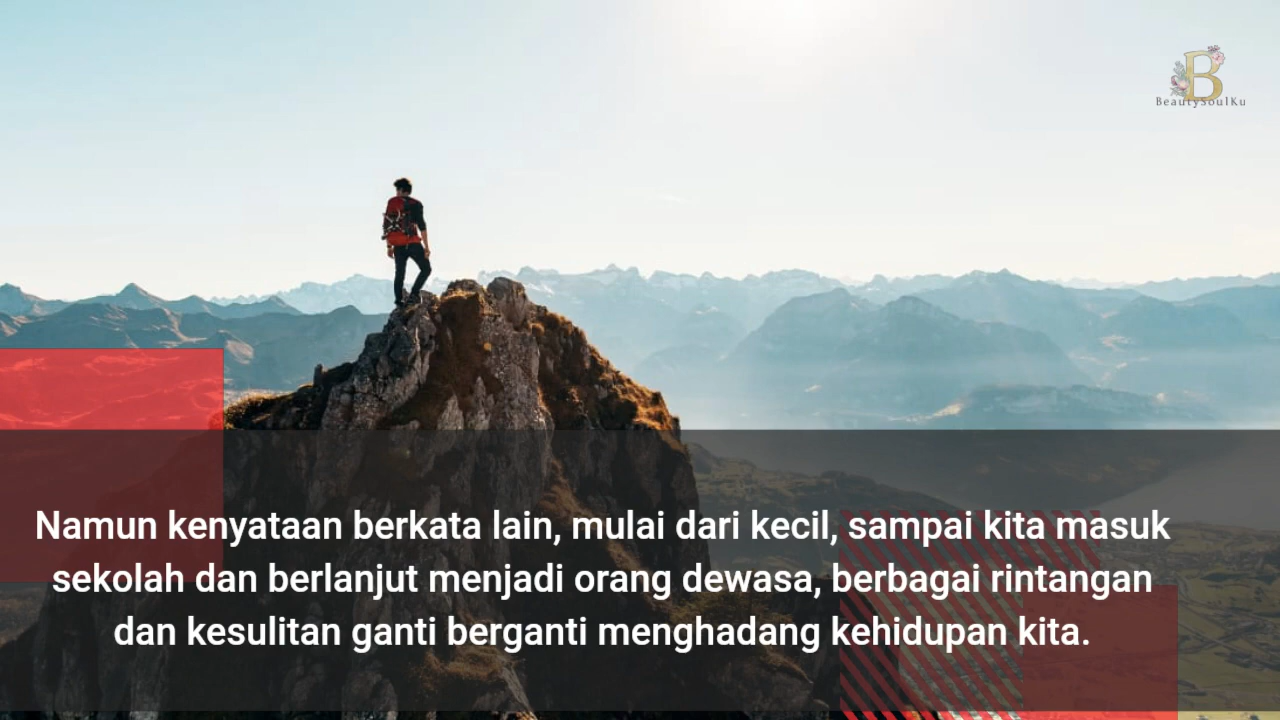 B
BeautySoulKu
Namun kenyataan berkata lain, mulai dari kecil, sampai kita masuk
sekolah dan berlanjut menjadi orang dewasa, berbagai rintangan
dan kesulitan ganti berganti menghadang kehidupan kita.